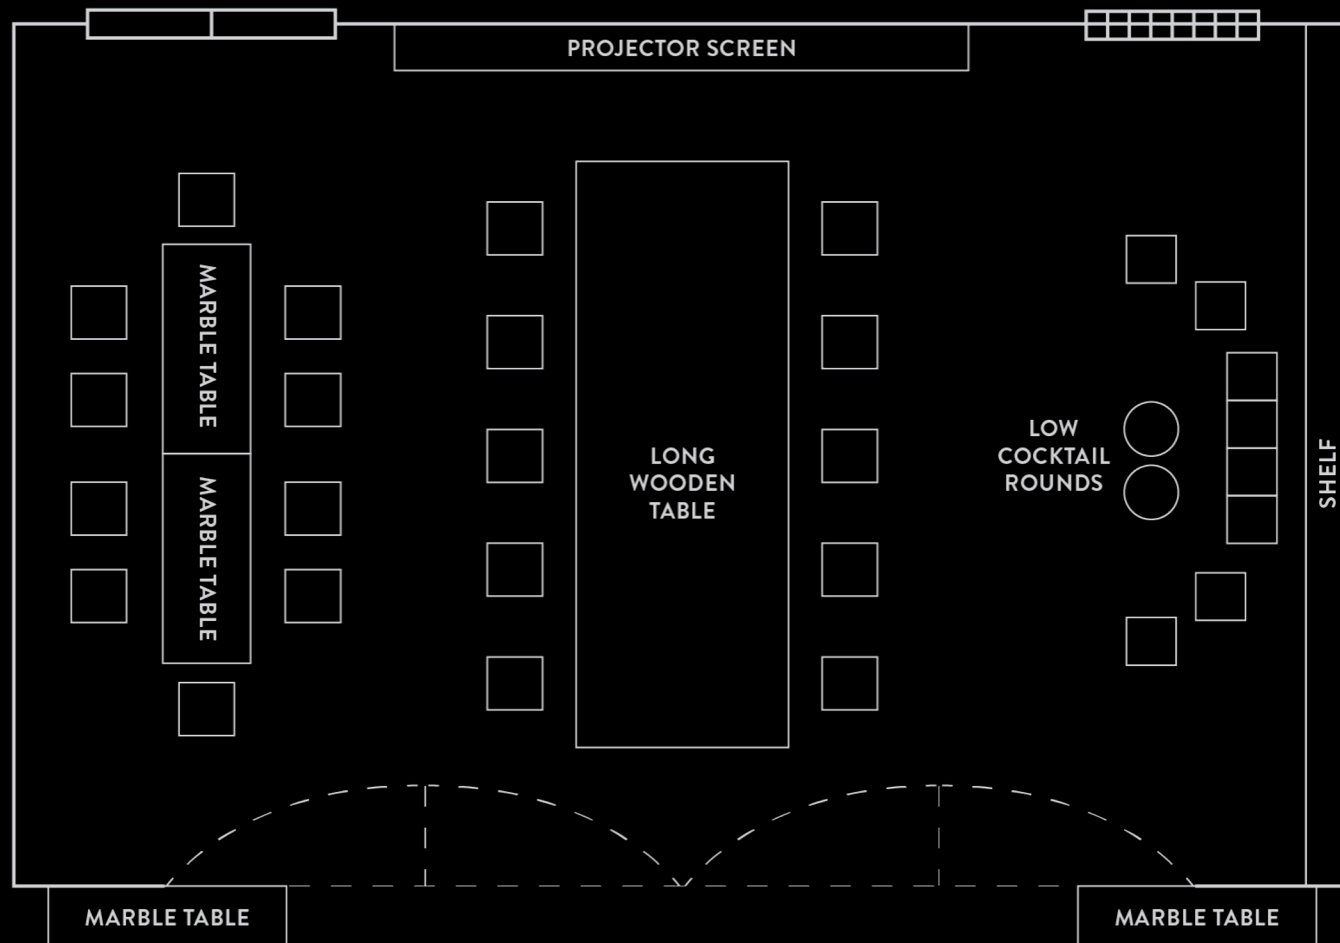 PROJECTOR SCREEN
MARBLE TABLE
MARBLE TABLE
LONG
WOODEN
TABLE
LOW
COCKTAIL
ROUNDS
SHELF
MARBLE TABLE
MARBLE TABLE